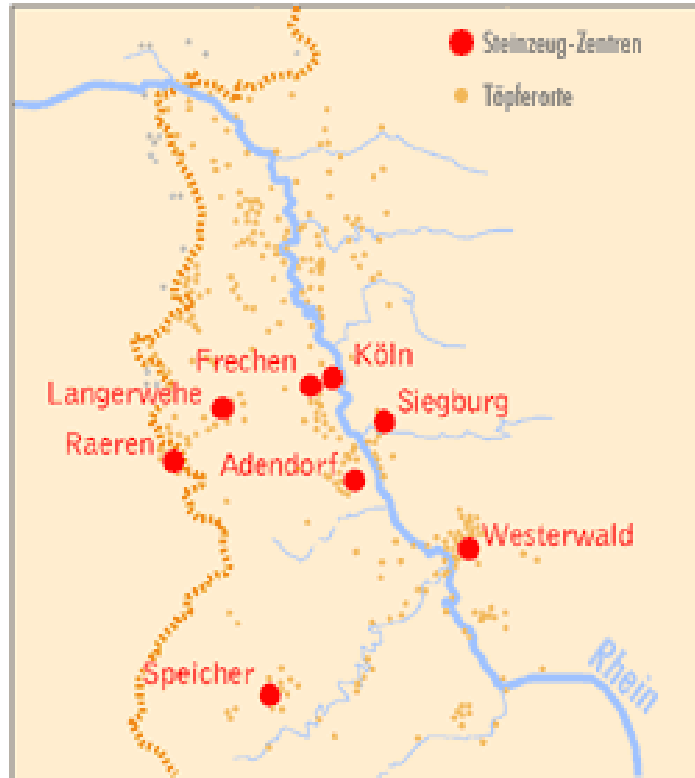 Steinzeug-Zentren
Töpferorte
Köln
Frechen
Langerwehe
Siegburg
Raeren
Adendorf
Westerwald
Rhein
Speicher